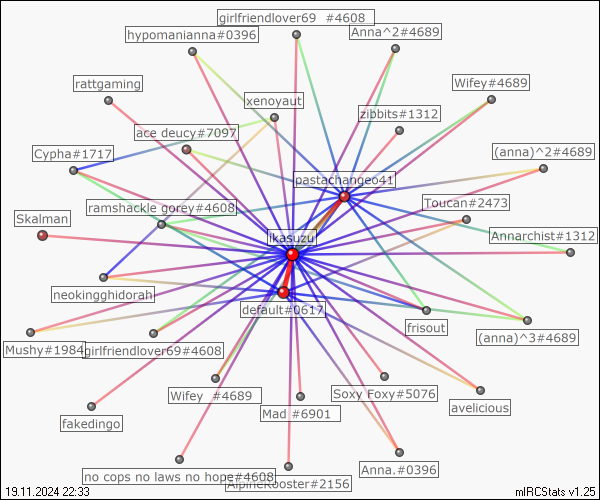 girlfriendlover69  #4608
hypomanianna#0396
Anna^2#4689
rattgaming
Wifey#4689
xenoyaut
zibbits#1312
ace deucy#7097
Cypha#1717
(anna)^2#4689
pastachangeo41
ramshackle gorey#4608
Toucan#2473
Skalman
ikasuzu
Annarchist#1312
neokingghidorah
default#0617
frisout
Mushy#1984
girlfriendlover69#4608
(anna)^3#4689
Wifey  #4689
Soxy Foxy#5076
avelicious
fakedingo
Mad #6901
no cops no laws no hope#4608
Anna.#0396
AlpineRooster#2156
19.11.2024 22:33
mIRCStats v1.25